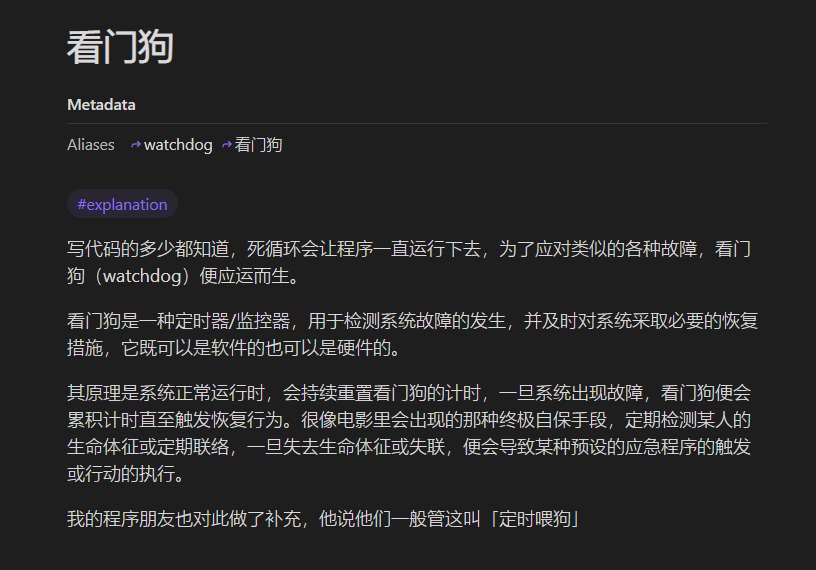 看门狗
Metadata
Aliases watchdog 看门狗
#explanation
写代码的多少都知道，死循环会让程序一直运行下去，为了应对类似的各种故障，看门
狗（watchdog）便应运而生。
看门狗是一种定时器/监控器，用于检测系统故障的发生，并及时对系统采取必要的恢复
措施，它既可以是软件的也可以是硬件的。
其原理是系统正常运行时，会持续重置看门狗的计时，一旦系统出现故障，看门狗便会
累积计时直至触发恢复行为。很像电影里会出现的那种终极自保手段，定期检测某人的
生命体征或定期联络，一旦失去生命体征或失联，便会导致某种预设的应急程序的触发
或行动的执行。
我的程序朋友也对此做了补充，他说他们一般管这叫「定时喂狗」